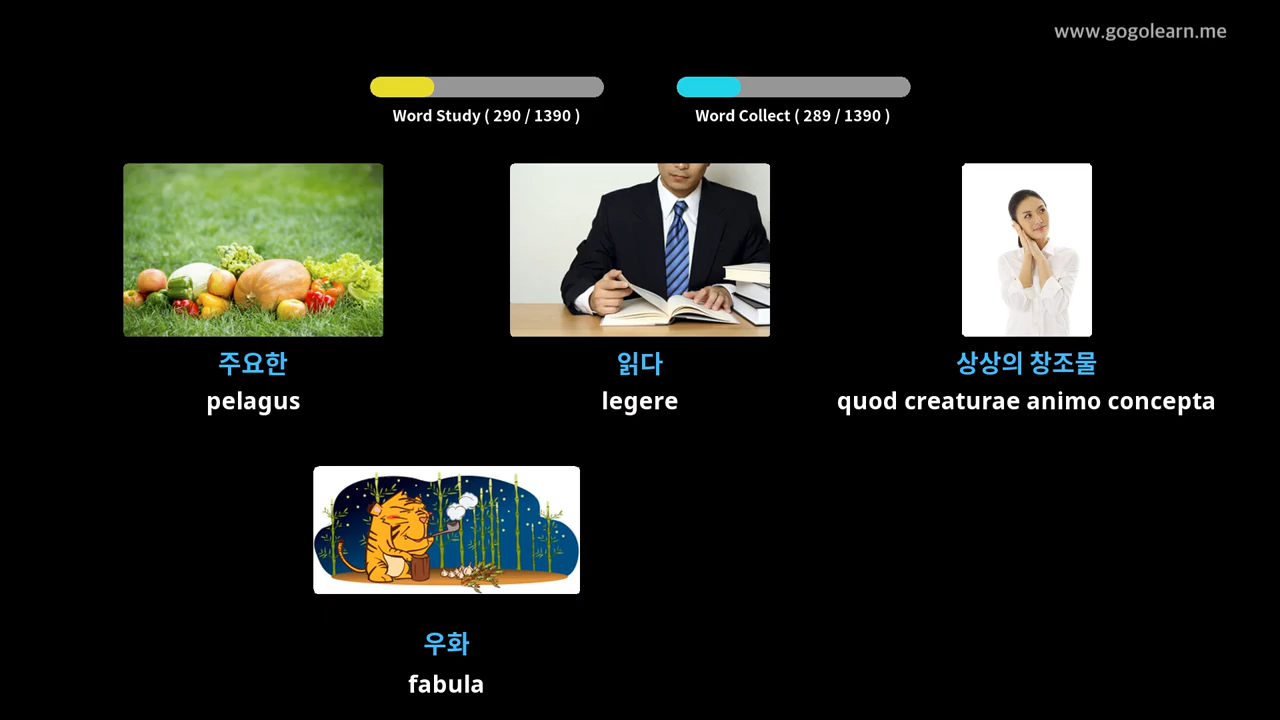 www.gogolearn.me
Word Study ( 290 / 1390 )
Word Collect ( 289 / 1390 )
주요한
pelagus
읽다
legere
상상의 창조물
quod creaturae animo concepta
우화
fabula